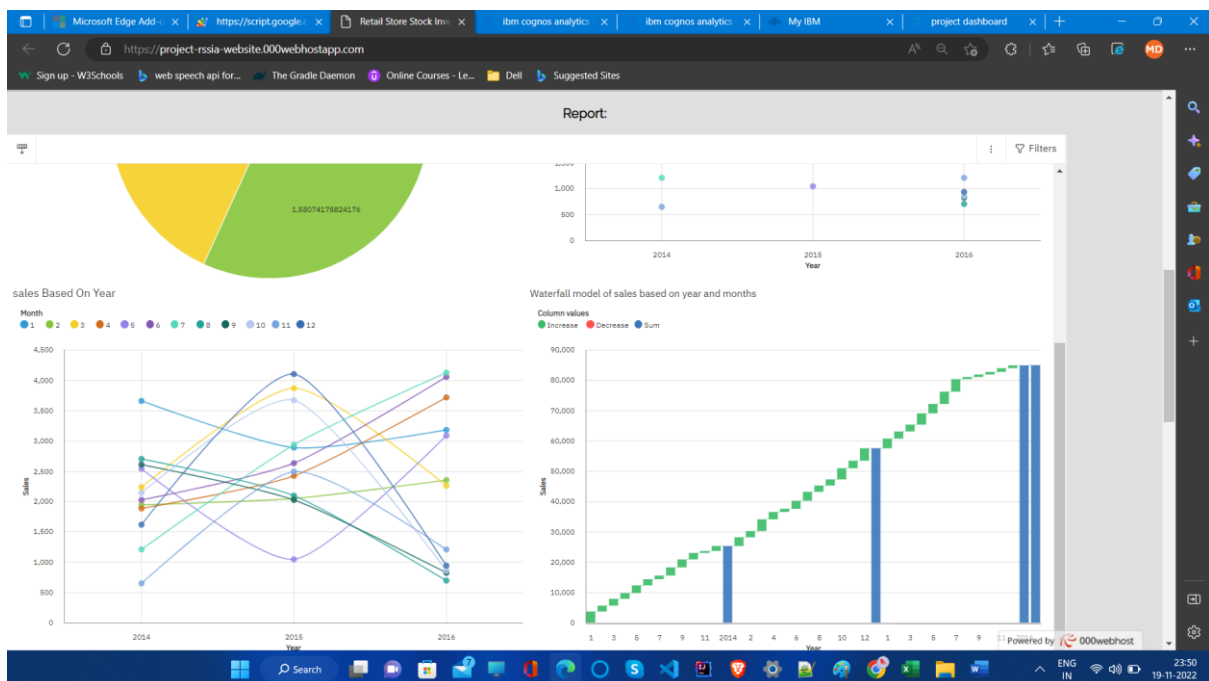 Microsoft Edge Add-o
https://script.google.c
Retail Store Stock Inve
ibm cognos analytics
ibm cognos analytics
My IBM
project dashboard
https://project-rssia-website.000webhostapp.com
MD
Sign up - W3Schools
web speech api for...
The Gradle Daemon
Online Courses - Le...
Dell
Suggested Sites
Report:
Filters
1.68074176824176
1,500
1,000
500
0
2014 2015 2016
Year
sales Based On Year
Month
1 2 3 4 5 6 7 8 9 10 11 12
4,500
4,000
3,500
3,000
2,500
2,000
1,500
1,000
500
0
Sales
2014 2015 2016
Year
Waterfall model of sales based on year and months
Column values
Increase Decrease Sum
90,000
80,000
70,000
60,000
50,000
40,000
30,000
20,000
10,000
0
Sales
1 3 5 7 9 11 2014 2 4 6 8 10 12 1 3 5 7 9 11
Year
Powered by 000webhost
Search
ENG
IN
23:50
19-11-2022